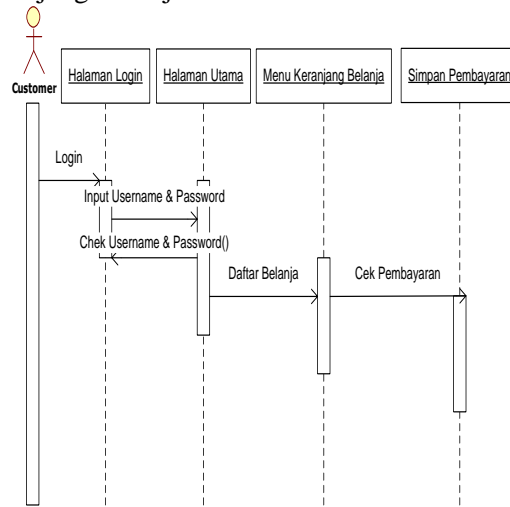 Customer
Halaman Login
Halaman Utama
Menu Keranjang Belanja
Simpan Pembayaran
Login
Input Username & Password
Chek Username & Password()
Daftar Belanja
Cek Pembayaran